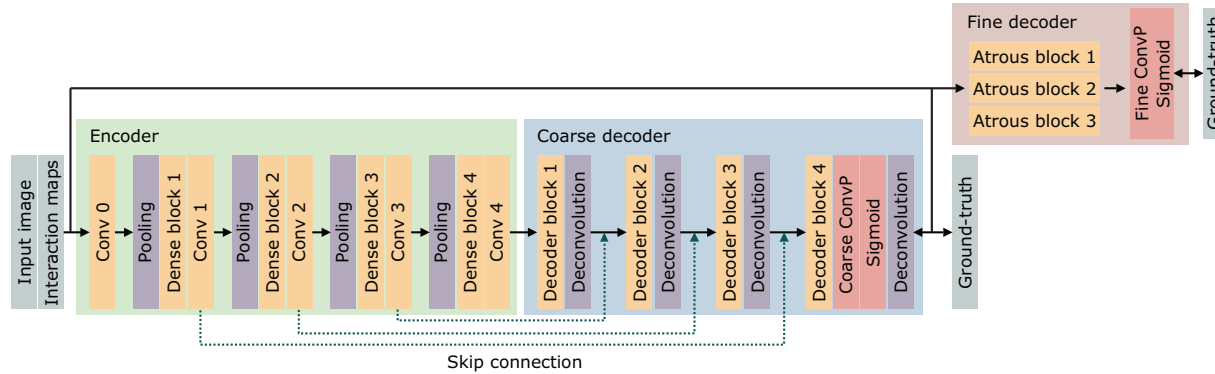 Fine decoder
Atrous block 1
Atrous block 2
Atrous block 3
Fine ConvP
Sigmoid
Ground-truth
Encoder
Coarse decoder
Input image
Interaction maps
Conv 0
Pooling
Dense block 1
Conv 1
Pooling
Dense block 2
Conv 2
Pooling
Dense block 3
Conv 3
Pooling
Dense block 4
Conv 4
Decoder block 1
Deconvolution
Decoder block 2
Deconvolution
Decoder block 3
Deconvolution
Decoder block 4
Coarse ConvP
Sigmoid
Deconvolution
Ground-truth
Skip connection